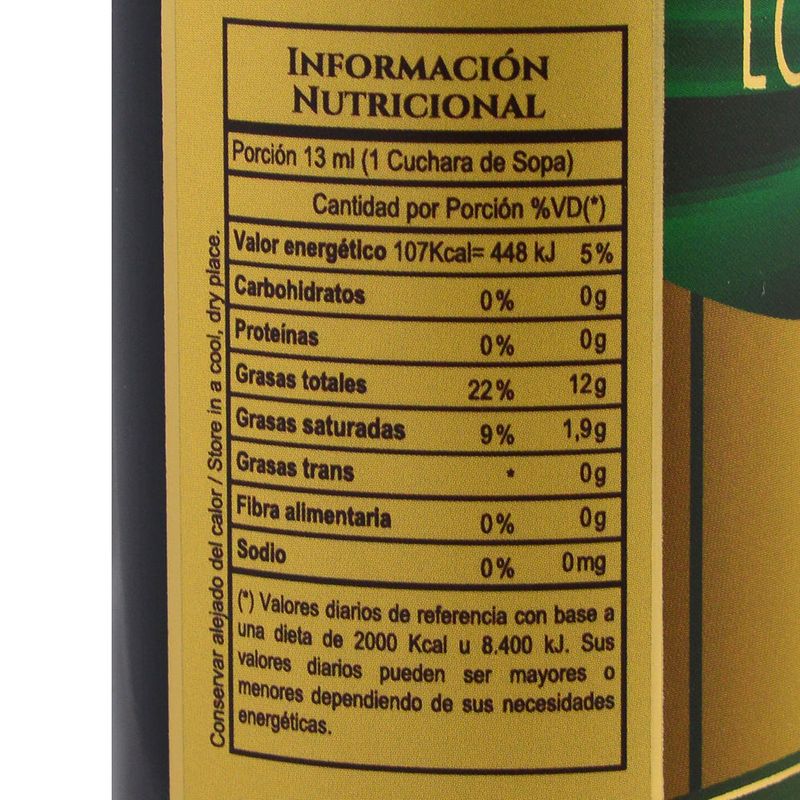 INFORMACIÓN
NUTRICIONAL
Porción 13 ml (1 Cuchara de Sopa)
Cantidad por Porción %VD(*)
Valor energético 107Kcal= 448 kJ 5%
Carbohidratos 0% 0g
Proteínas 0% 0g
Grasas totales 22% 12g
Grasas saturadas 9% 1,9g
Grasas trans * 0g
Fibra alimentaria 0% 0g
Sodio 0% 0mg
(*) Valores diarios de referencia con base a
una dieta de 2000 Kcal u 8.400 kJ. Sus
valores diarios pueden ser mayores o
menores dependiendo de sus necesidades
energéticas.
Conservar alejado del calor / Store in a cool, dry place.